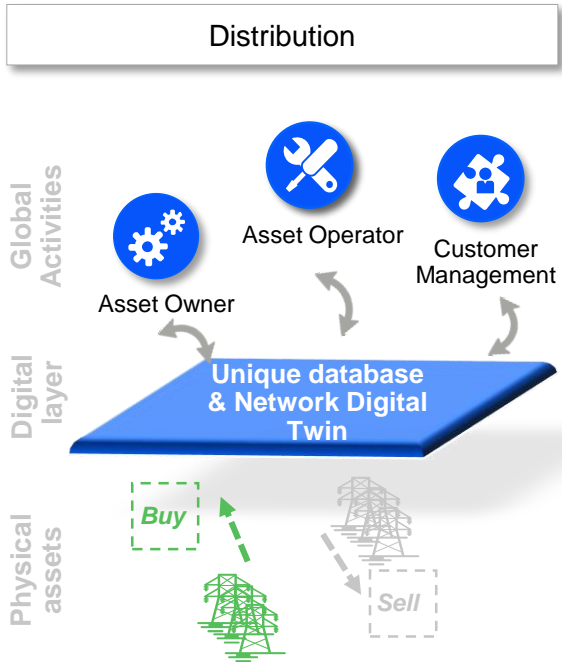 Distribution
Global
Activities
Asset Owner
Asset Operator
Customer
Management
Digital
layer
Unique database
& Network Digital
Twin
Physical
assets
Buy
Sell